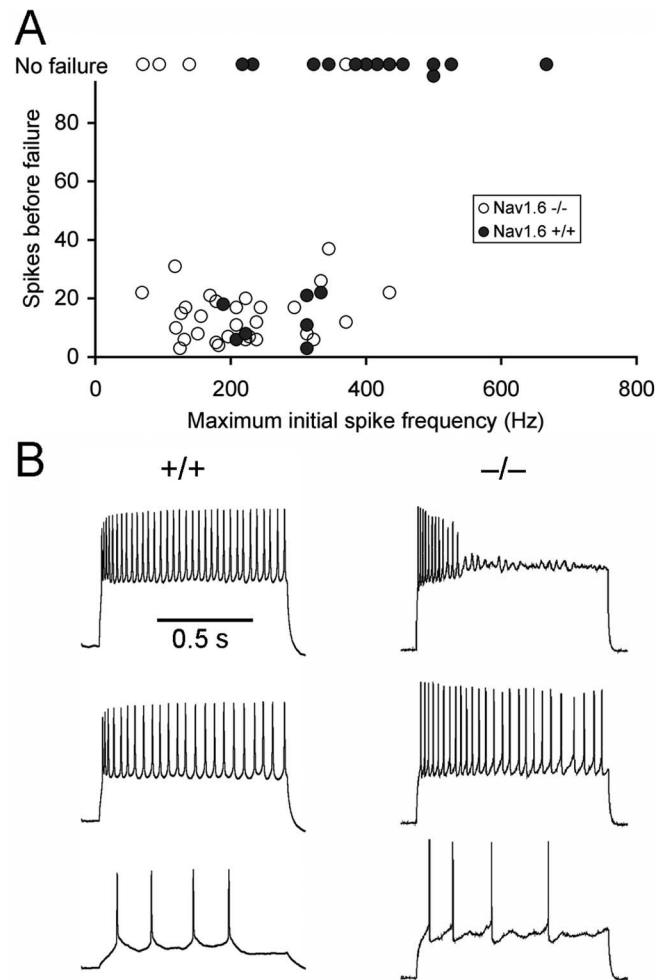 A
No failure
80
60
40
20
0
Spikes before failure
Nav1.6 -/-
Nav1.6 +/+
0 200 400 600 800
Maximum initial spike frequency (Hz)
B
+/+ –/–
0.5 s